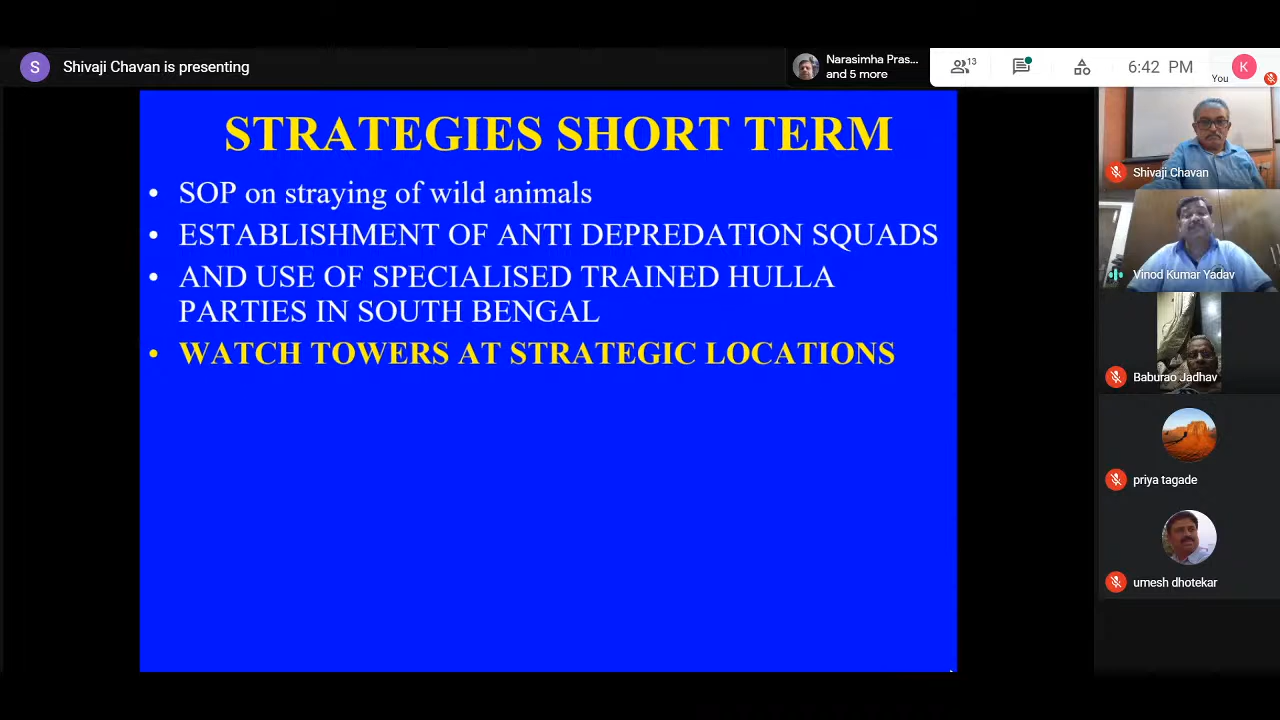 S
Shivaji Chavan is presenting
Narasimha Pras...
and 5 more
13
6:42 PM
You
K
STRATEGIES SHORT TERM
• SOP on straying of wild animals
• ESTABLISHMENT OF ANTI DEPREDATION SQUADS
• AND USE OF SPECIALISED TRAINED HULLA
PARTIES IN SOUTH BENGAL
• WATCH TOWERS AT STRATEGIC LOCATIONS
Shivaji Chavan
Vinod Kumar Yadav
Baburao Jadhav
priya tagade
umesh dhotekar